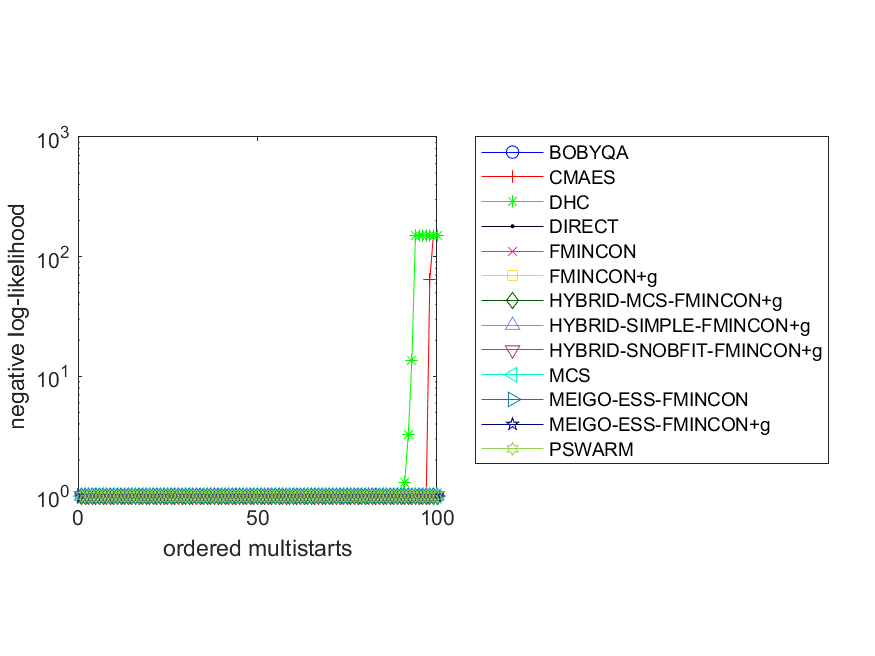 negative log-likelihood
10^3
10^2
10^1
10^0
0
50
100
ordered multistarts
BOBYQA
CMAES
DHC
DIRECT
FMINCON
FMINCON+g
HYBRID-MCS-FMINCON+g
HYBRID-SIMPLE-FMINCON+g
HYBRID-SNOBFIT-FMINCON+g
MCS
MEIGO-ESS-FMINCON
MEIGO-ESS-FMINCON+g
PSWARM